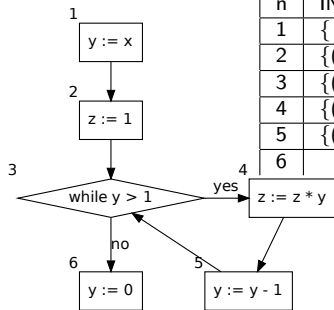 1
y := x
2
z := 1
3
while y > 1
yes
no
4
z := z * y
5
y := y - 1
6
y := 0
n
1 {
2 {(
3 {(
4 {(
5 {(
6